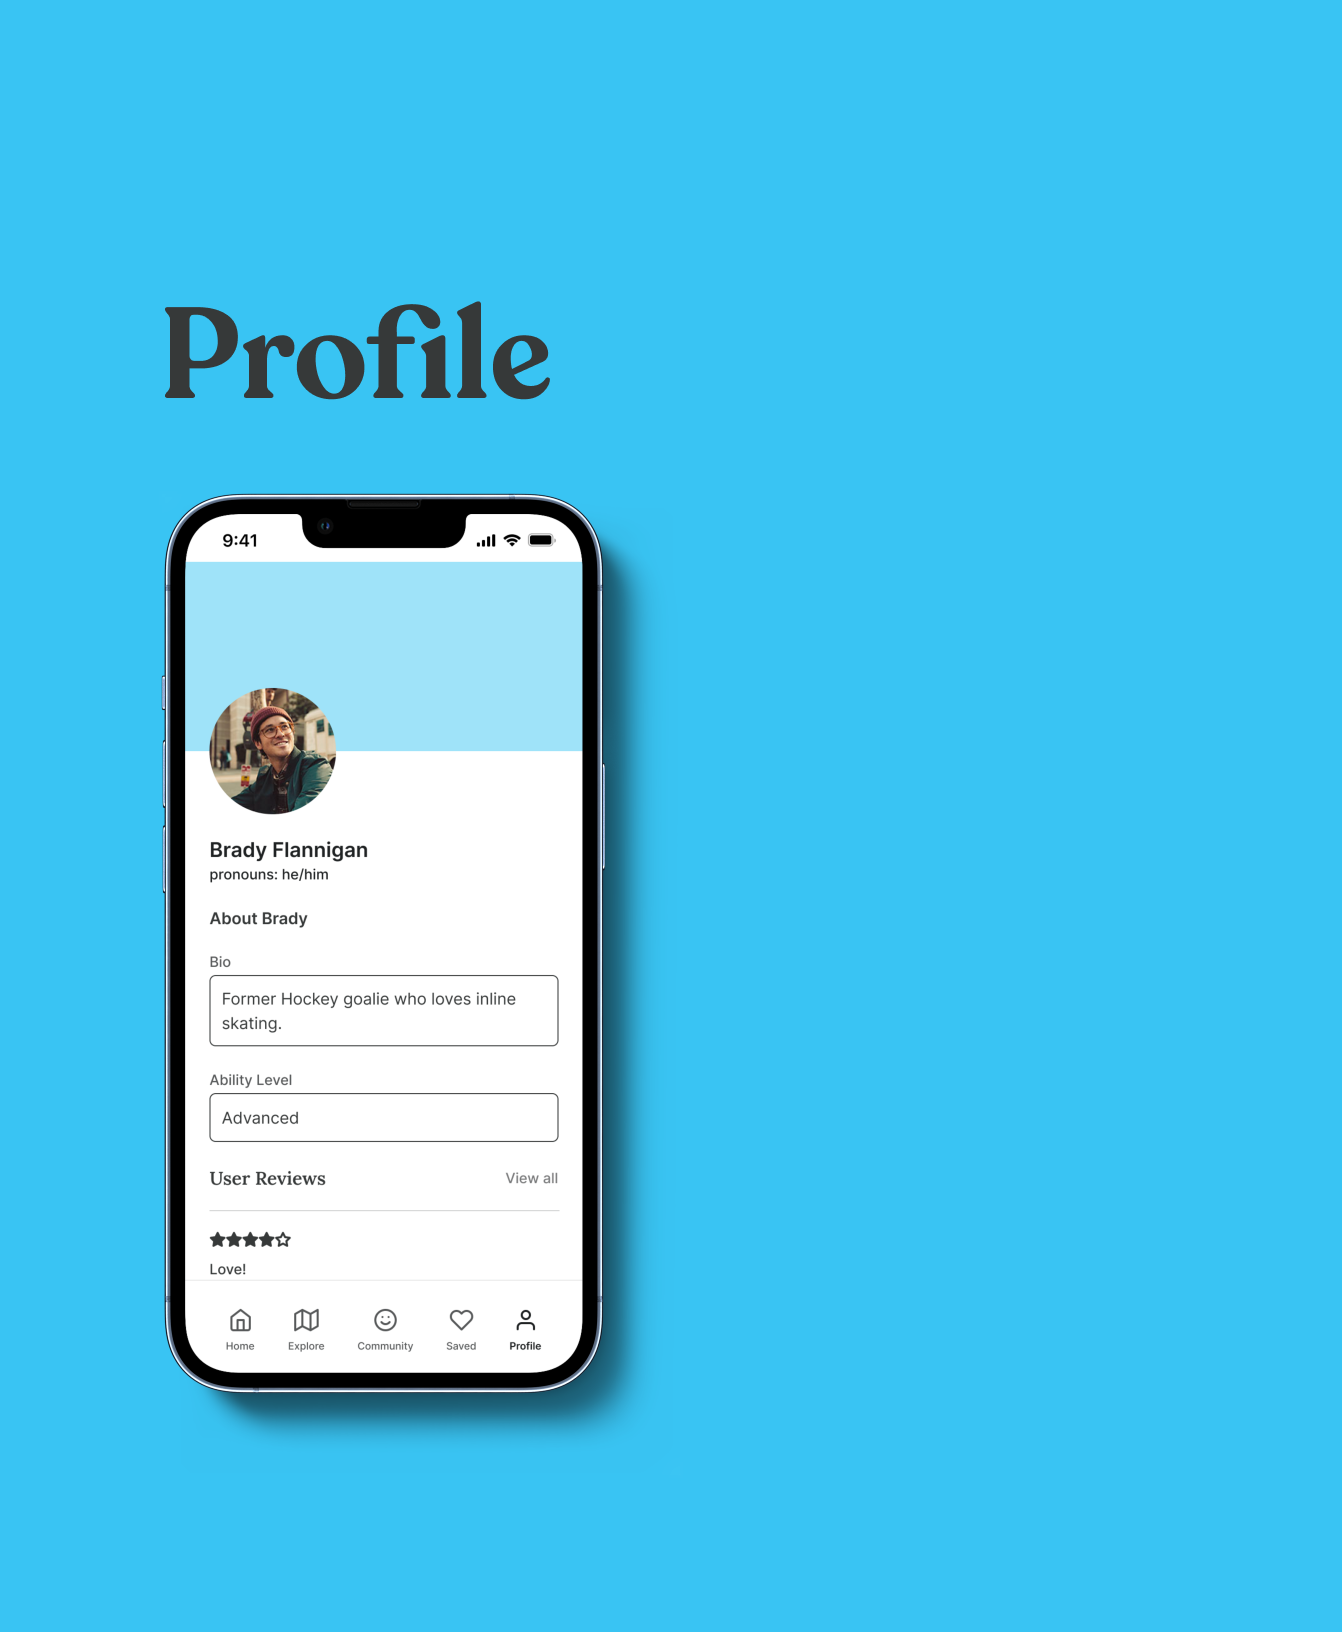 Profile
9:41
Brady Flannigan
pronouns: he/him
About Brady
Bio
Former Hockey goalie who loves inline
skating.
Ability Level
Advanced
User Reviews
View all
Love!
Home
Explore
Community
Saved
Profile